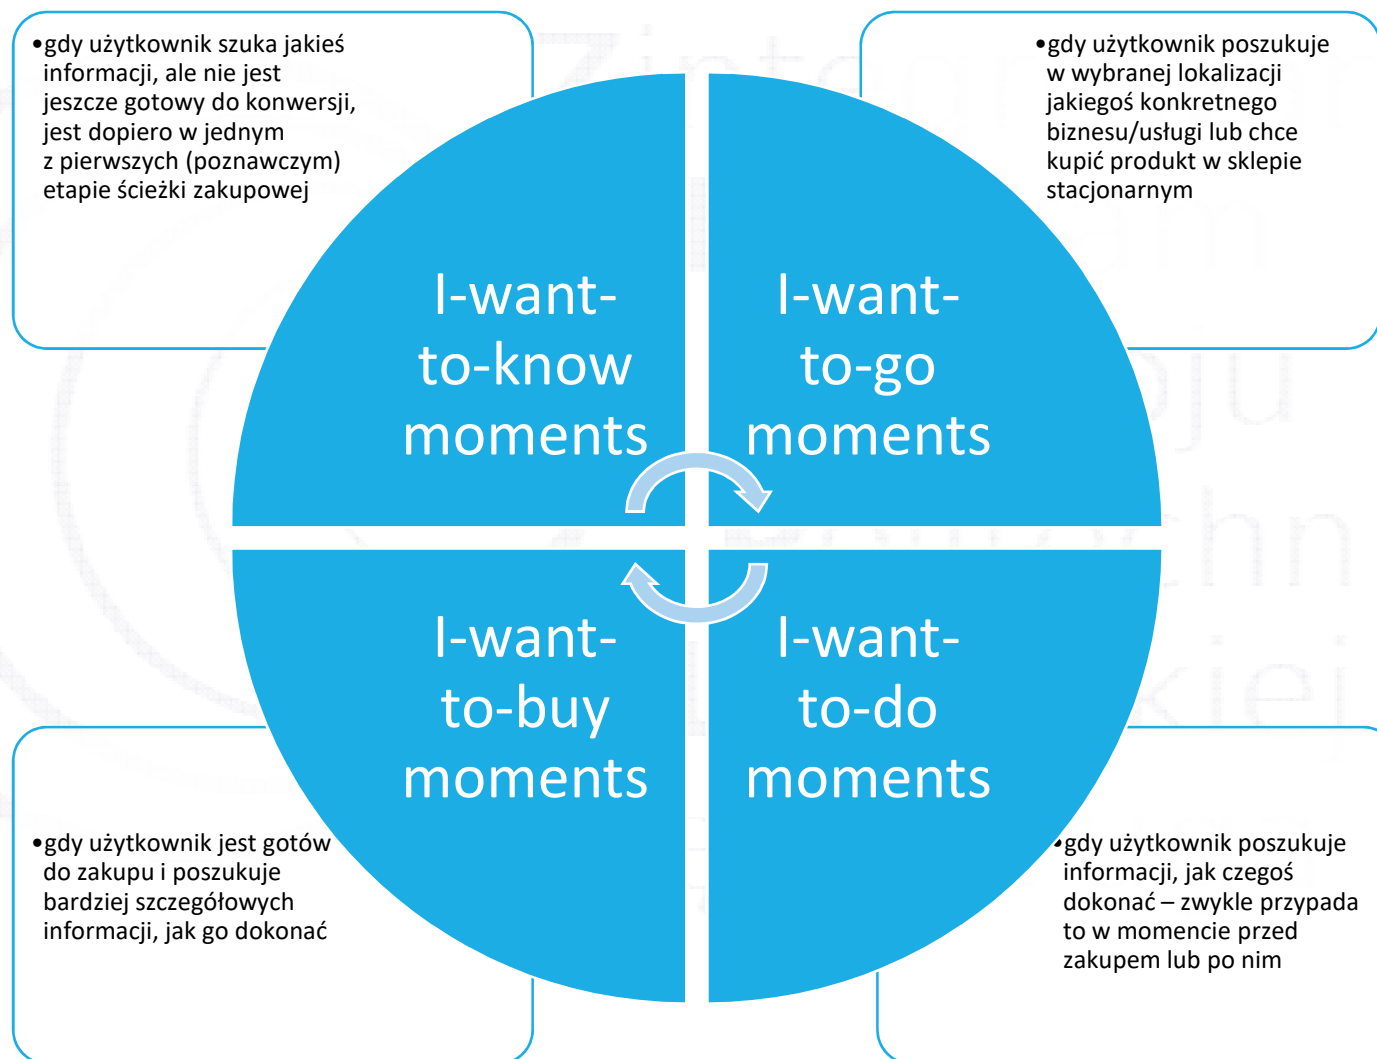 •gdy użytkownik szuka jakieś
informacji, ale nie jest
jeszcze gotowy do konwersji,
jest dopiero w jednym
z pierwszych (poznawczym)
etapie ścieżki zakupowej
•gdy użytkownik poszukuje
w wybranej lokalizacji
jakiegoś konkretnego
biznesu/usługi lub chce
kupić produkt w sklepie
stacjonarnym
I-want-
to-know
moments
I-want-
to-go
moments
I-want-
to-buy
moments
I-want-
to-do
moments
•gdy użytkownik jest gotów
do zakupu i poszukuje
bardziej szczegółowych
informacji, jak go dokonać
•gdy użytkownik poszukuje
informacji, jak czegoś
dokonać – zwykle przypada
to w momencie przed
zakupem lub po nim